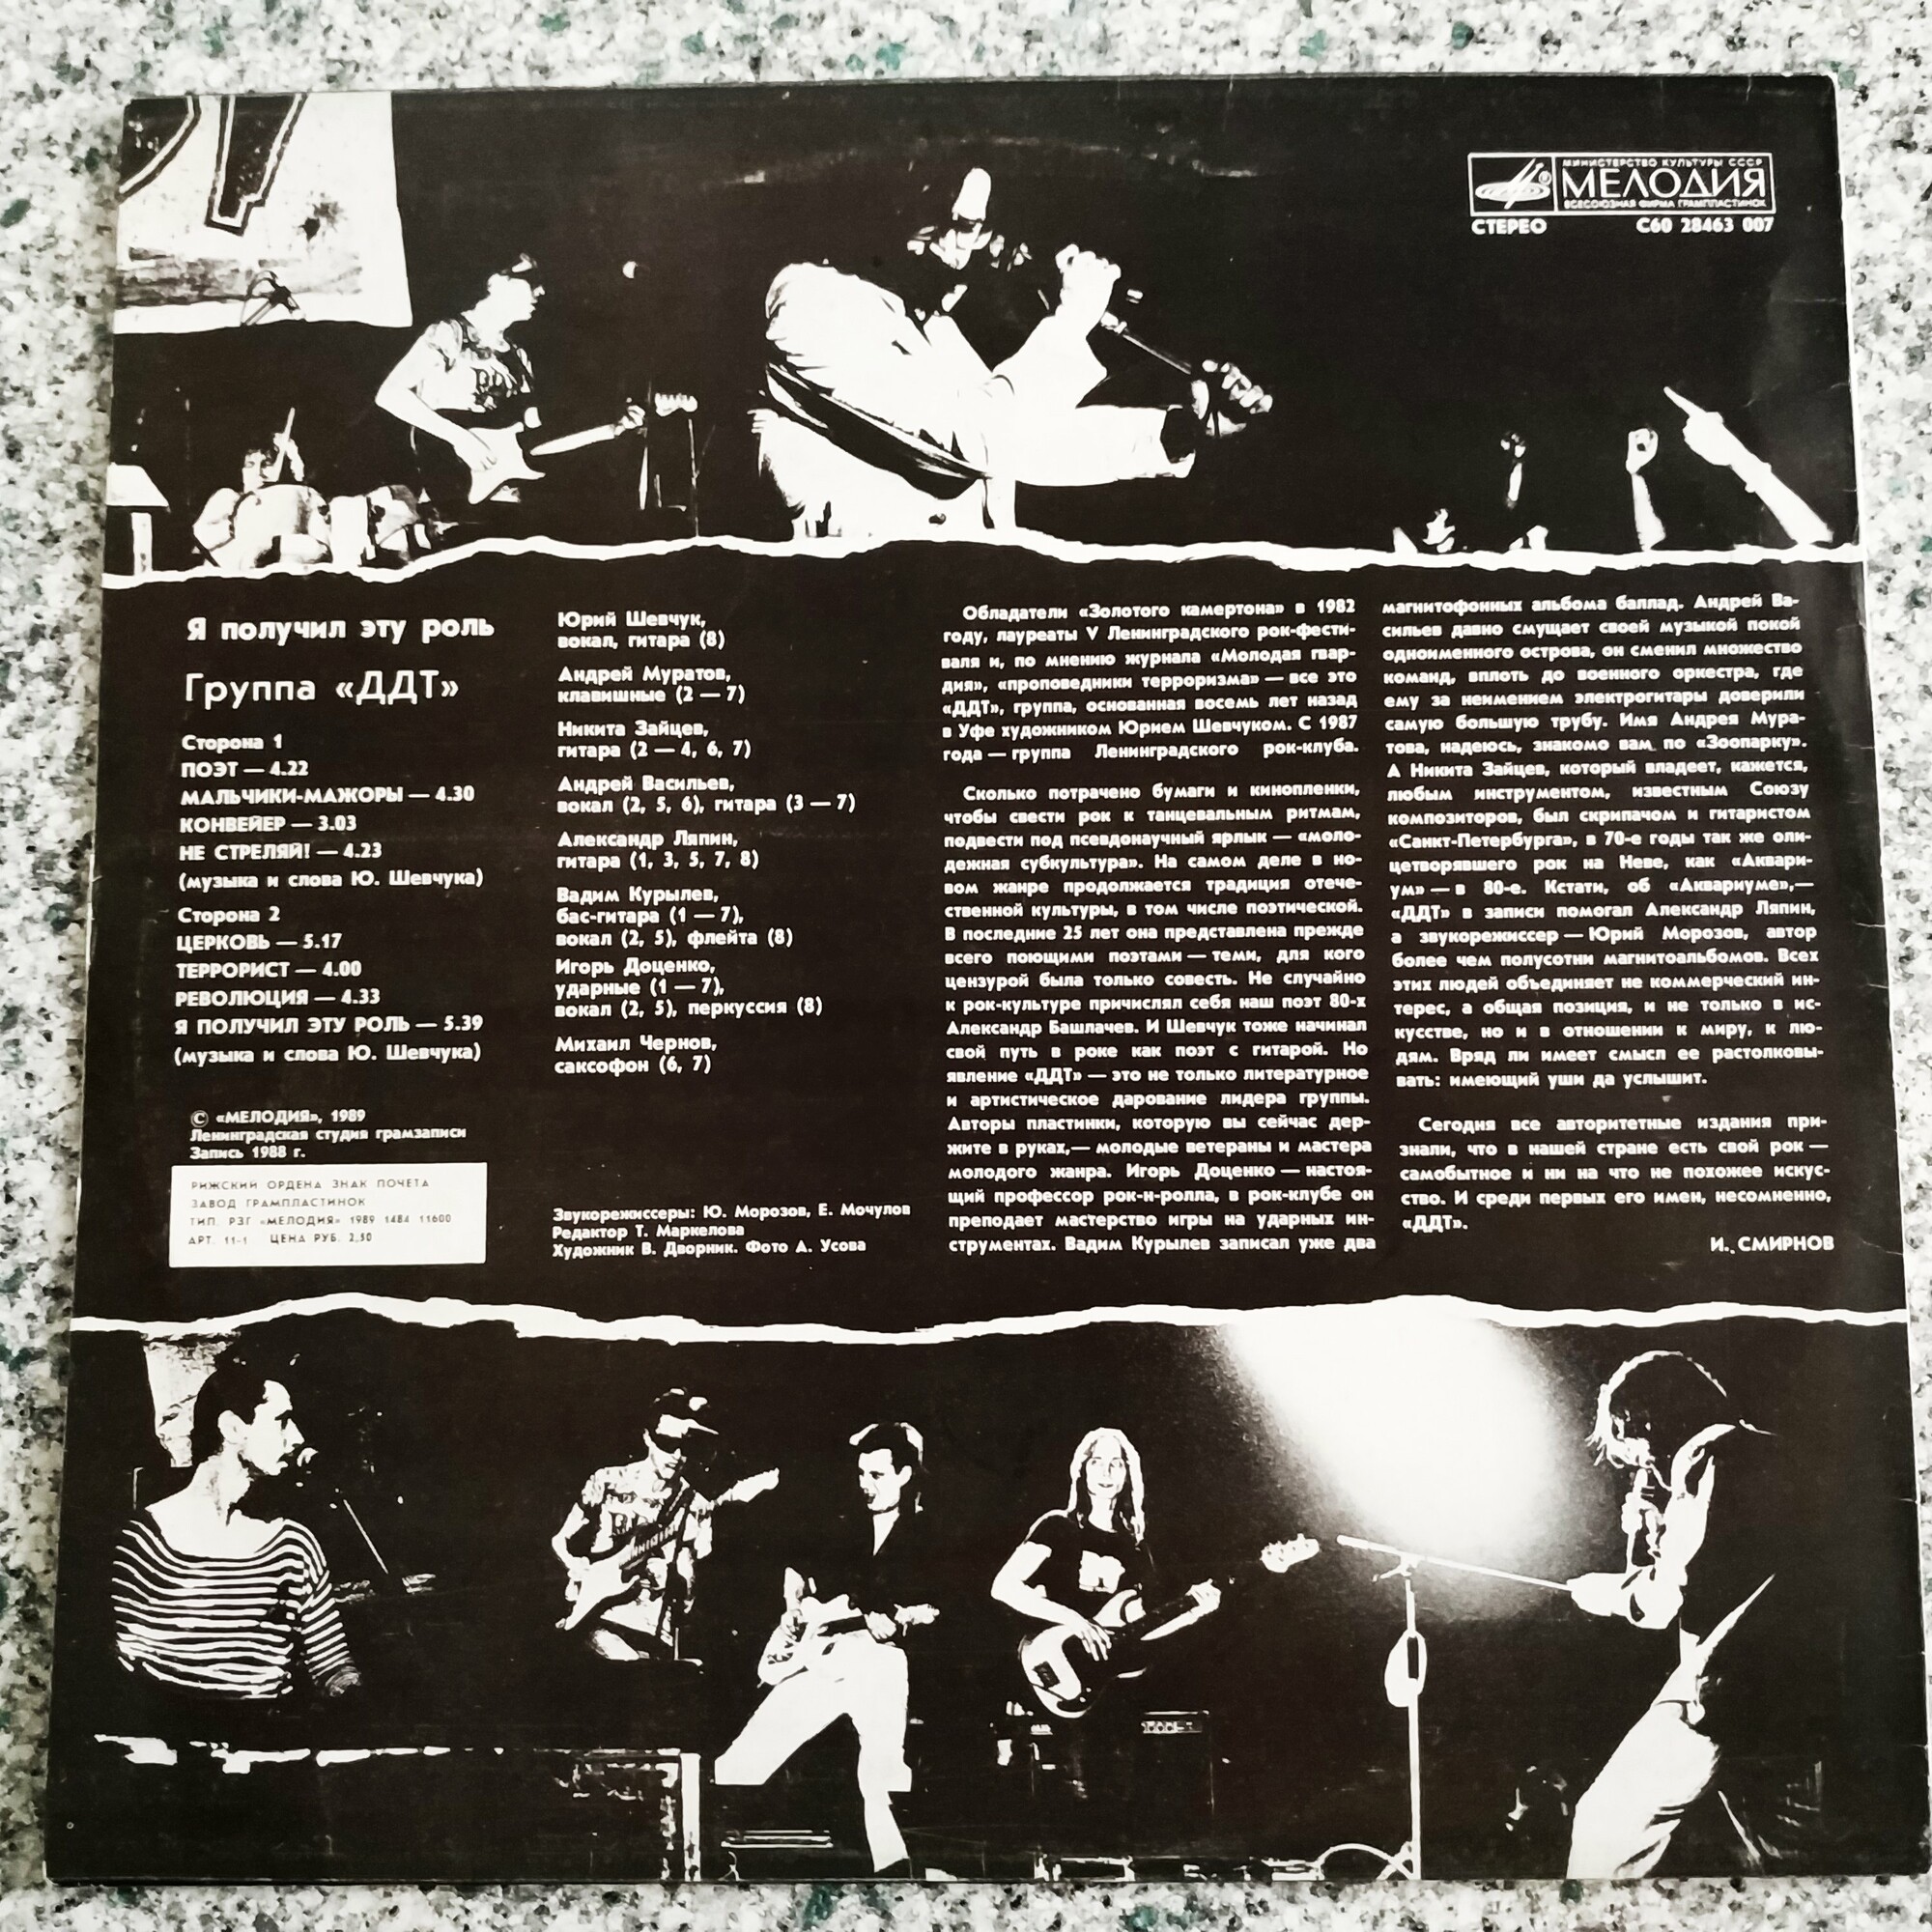 МИНИСТЕРСТВО КУЛЬТУРЫ СССР
МЕЛОДИЯ
ВСЕСОЮЗНАЯ ФИРМА ГРАМПЛАСТИНОК
СТЕРЕО С60 28463 007
Я получил эту роль
Группа «ДДТ»
Сторона 1
ПОЭТ — 4.22
МАЛЬЧИКИ-МАЖОРЫ — 4.30
КОНВЕЙЕР — 3.03
НЕ СТРЕЛЯЙ! — 4.23
(музыка и слова Ю. Шевчука)
Сторона 2
ЦЕРКОВЬ — 5.17
ТЕРРОРИСТ — 4.00
РЕВОЛЮЦИЯ — 4.33
Я ПОЛУЧИЛ ЭТУ РОЛЬ — 5.39
(музыка и слова Ю. Шевчука)
© «МЕЛОДИЯ», 1989
Ленинградская студия грамзаписи
Запись 1988 г.
РИЖСКИЙ ОРДЕНА ЗНАК ПОЧЕТА
ЗАВОД ГРАМПЛАСТИНОК
ТИП. РЗГ «МЕЛОДИЯ» 1989 1484 11600
АРТ. 11-1 ЦЕНА РУБ. 2,50
Юрий Шевчук,
вокал, гитара (8)
Андрей Муратов,
клавишные (2 — 7)
Никита Зайцев,
гитара (2 — 4, 6, 7)
Андрей Васильев,
вокал (2, 5, 6), гитара (3 — 7)
Александр Ляпин,
гитара (1, 3, 5, 7, 8)
Вадим Курылев,
бас-гитара (1 — 7),
вокал (2, 5), флейта (8)
Игорь Доценко,
ударные (1 — 7),
вокал (2, 5), перкуссия (8)
Михаил Чернов,
саксофон (6, 7)
Звукорежиссеры: Ю. Морозов, Е. Мочулов
Редактор Т. Маркелова
Художник В. Дворник. Фото А. Усова
Обладатели «Золотого камертона» в 1982
году, лауреаты V Ленинградского рок-фести-
валя и, по мнению журнала «Молодая гвар-
дия», «проповедники терроризма» — все это
«ДДТ», группа, основанная восемь лет назад
в Уфе художником Юрием Шевчуком. С 1987
года — группа Ленинградского рок-клуба.
Сколько потрачено бумаги и кинопленки,
чтобы свести рок к танцевальным ритмам,
подвести под псевдонаучный ярлык — «моло-
дежная субкультура». На самом деле в но-
вом жанре продолжается традиция отече-
ственной культуры, в том числе поэтической.
В последние 25 лет она представлена прежде
всего поющими поэтами — теми, для кого
цензурой была только совесть. Не случайно
к рок-культуре причислял себя наш поэт 80-х
Александр Башлачев. И Шевчук тоже начинал
свой путь в роке как поэт с гитарой. Но
явление «ДДТ» — это не только литературное
и артистическое дарование лидера группы.
Авторы пластинки, которую вы сейчас дер-
жите в руках,— молодые ветераны и мастера
молодого жанра. Игорь Доценко — настоя-
щий профессор рок-н-ролла, в рок-клубе он
преподает мастерство игры на ударных ин-
струментах. Вадим Курылев записал уже два
магнитофонных альбома баллад. Андрей Ва-
сильев давно смущает своей музыкой покой
одноименного острова, он сменил множество
команд, вплоть до военного оркестра, где
ему за неимением электрогитары доверили
самую большую трубу. Имя Андрея Мура-
това, надеюсь, знакомо вам по «Зоопарку».
А Никита Зайцев, который владеет, кажется,
любым инструментом, известным Союзу
композиторов, был скрипачом и гитаристом
«Санкт-Петербурга», в 70-е годы так же оли-
цетворявшего рок на Неве, как «Аквари-
ум» — в 80-е. Кстати, об «Аквариуме»,—
«ДДТ» в записи помогал Александр Ляпин,
а звукорежиссер — Юрий Морозов, автор
более чем полусотни магнитоальбомов. Всех
этих людей объединяет не коммерческий ин-
терес, а общая позиция, и не только в ис-
кусстве, но и в отношении к миру, к лю-
дям. Вряд ли имеет смысл ее растолковы-
вать: имеющий уши да услышит.
Сегодня все авторитетные издания при-
знали, что в нашей стране есть свой рок —
самобытное и ни на что не похожее искус-
ство. И среди первых его имен, несомненно,
«ДДТ».
И. СМИРНОВ